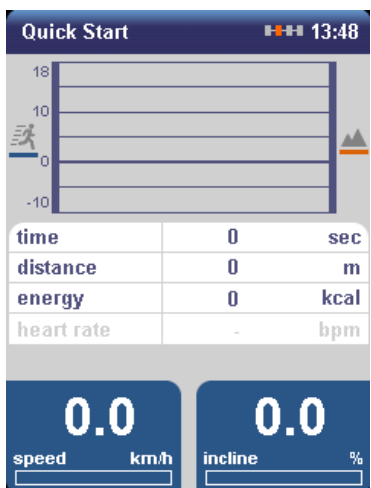 Quick Start 13:48
18
10
0
-10
time 0 sec
distance 0 m
energy 0 kcal
heart rate - bpm
0.0 0.0
speed km/h incline %